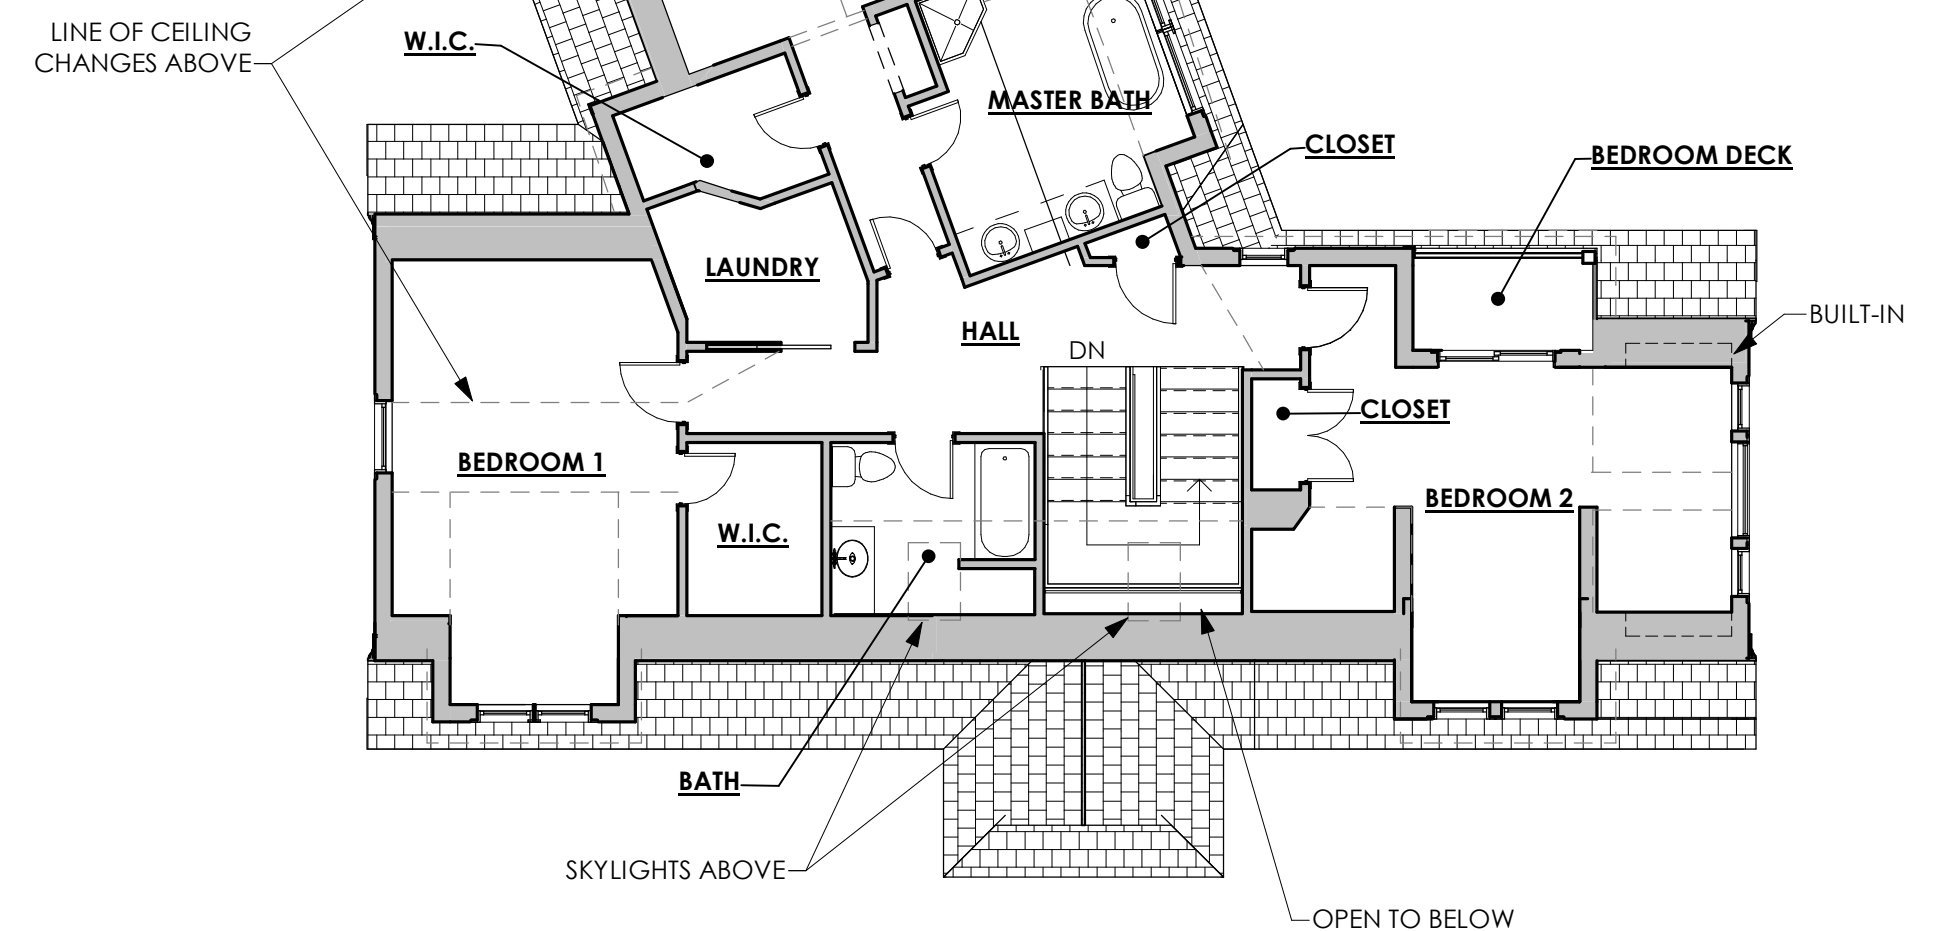 LINE OF CEILING
CHANGES ABOVE
W.I.C.
MASTER BATH
CLOSET
BEDROOM DECK
LAUNDRY
HALL
BUILT-IN
DN
CLOSET
BEDROOM 1
BEDROOM 2
W.I.C.
BATH
SKYLIGHTS ABOVE
OPEN TO BELOW